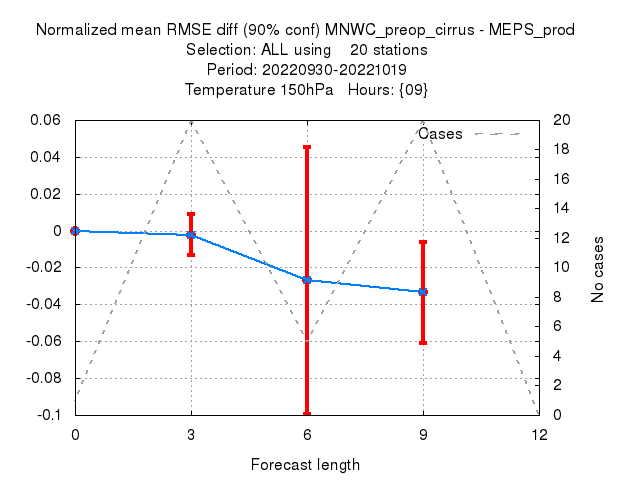 Normalized mean RMSE diff (90% conf) MNWC_preop_cirrus - MEPS_prod
Selection: ALL using    20 stations
Period: 20220930-20221019
Temperature 150hPa   Hours: {09}
Cases
0.06
0.04
0.02
0
-0.02
-0.04
-0.06
-0.08
-0.1
20
18
16
14
12
10
8
6
4
2
0
No cases
0 3 6 9 12
Forecast length